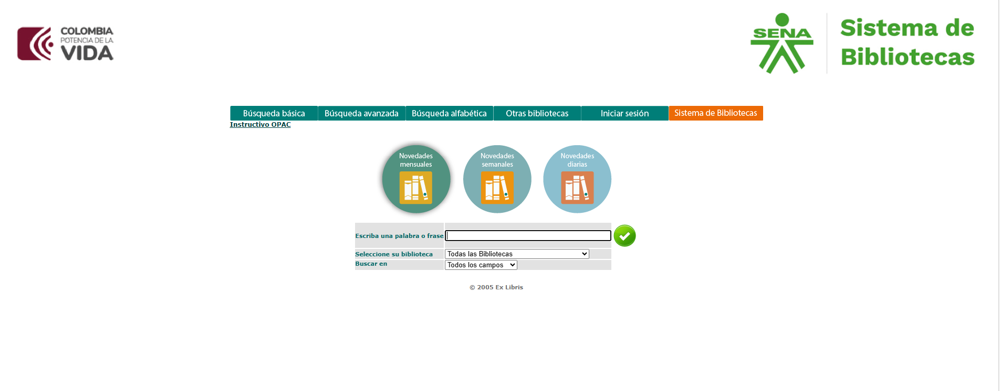 COLOMBIA
POTENCIA DE LA
VIDA
SENA
Sistema de
Bibliotecas
Búsqueda básica
Búsqueda avanzada
Búsqueda alfabética
Otras bibliotecas
Iniciar sesión
Sistema de Bibliotecas
Instructivo OPAC
Novedades
mensuales
Novedades
semanales
Novedades
diarias
Escriba una palabra o frase
Seleccione su biblioteca
Todas las Bibliotecas
Buscar en
Todos los campos
© 2005 Ex Libris